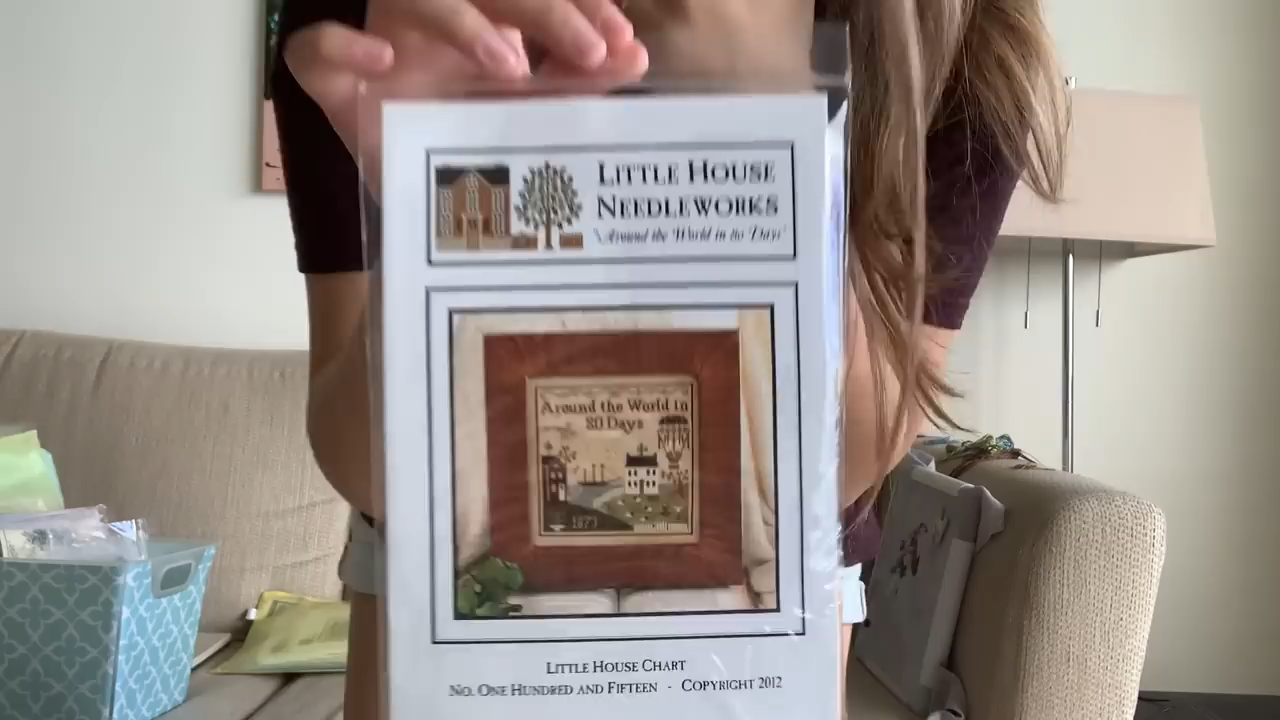 LITTLE HOUSE
NEEDLEWORKS
"Around the World in 80 Days"
Around the World in
80 Days
1873
LITTLE HOUSE CHART
NO. ONE HUNDRED AND FIFTEEN - COPYRIGHT 2012